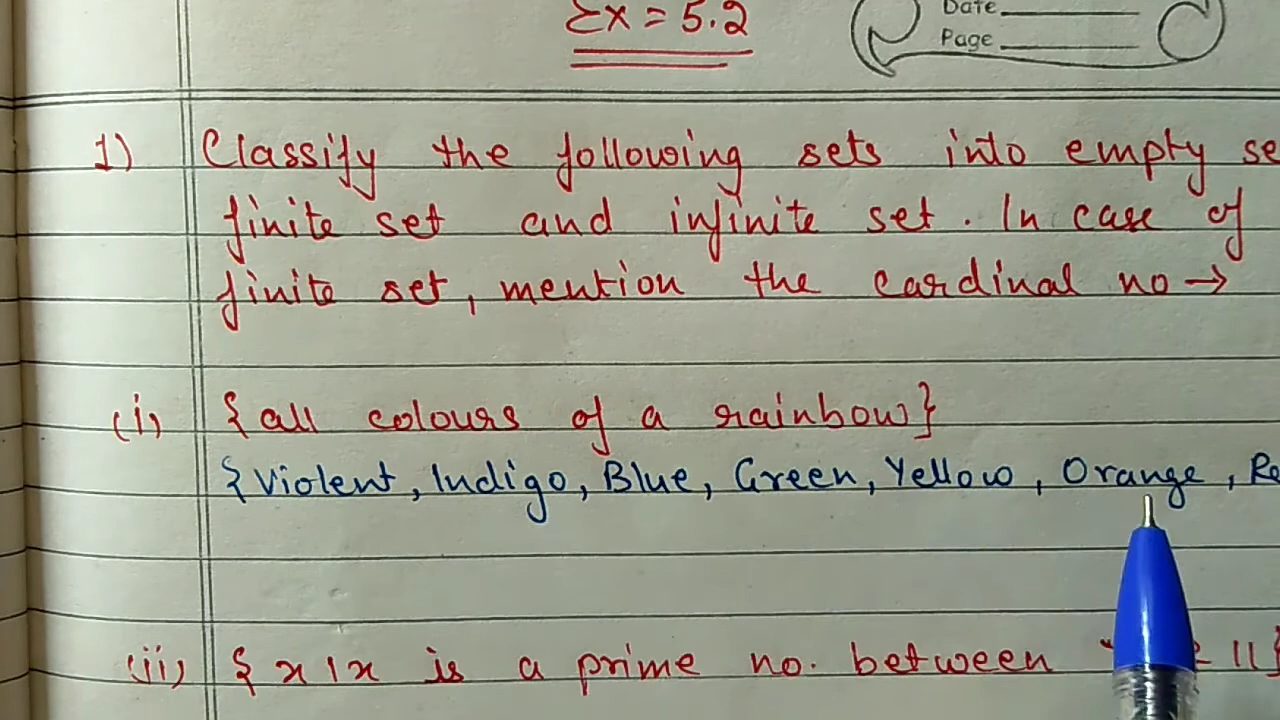 Ex = 5.2
Date
Page
1) Classify the following sets into empty se
finite set and infinite set. In case of
finite set, mention the cardinal no →
(i) {all colours of a rainbow}
{Violent, Indigo, Blue, Green, Yellow, Orange, Re
(ii) {x|x is a prime no. between 11}